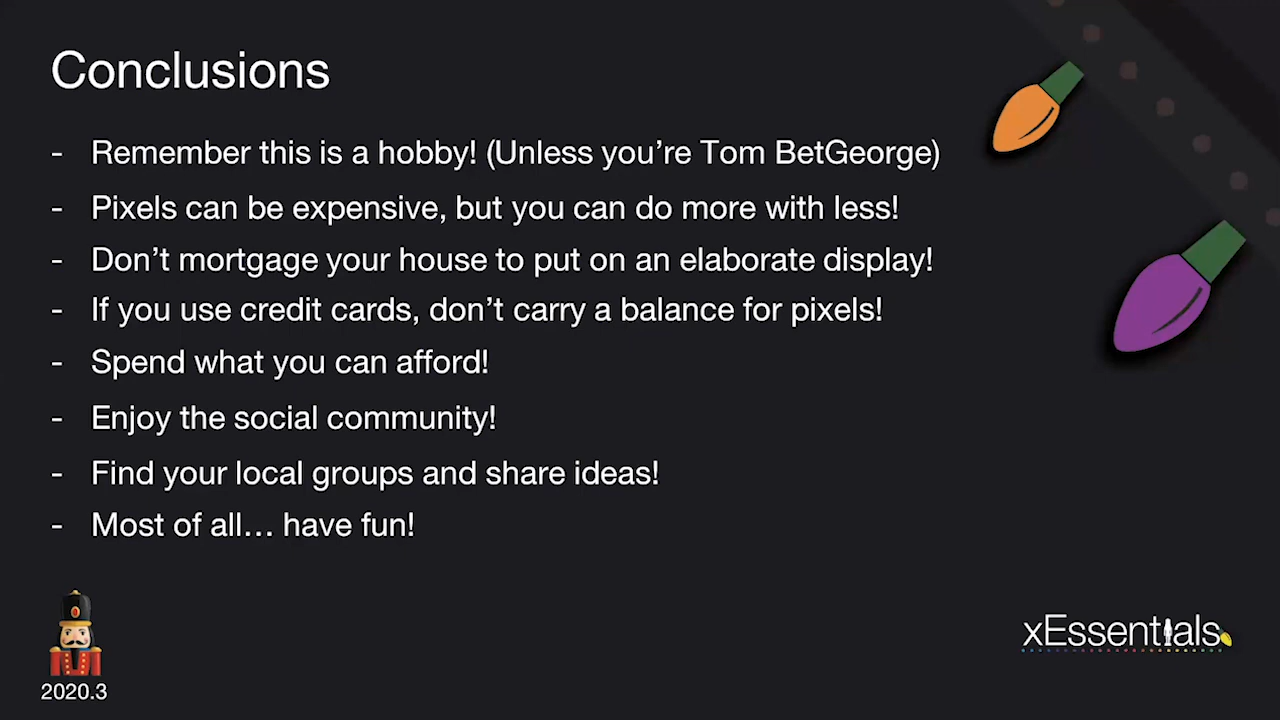 Conclusions
- Remember this is a hobby! (Unless you’re Tom BetGeorge)
- Pixels can be expensive, but you can do more with less!
- Don’t mortgage your house to put on an elaborate display!
- If you use credit cards, don’t carry a balance for pixels!
- Spend what you can afford!
- Enjoy the social community!
- Find your local groups and share ideas!
- Most of all… have fun!
xEssentials
2020.3